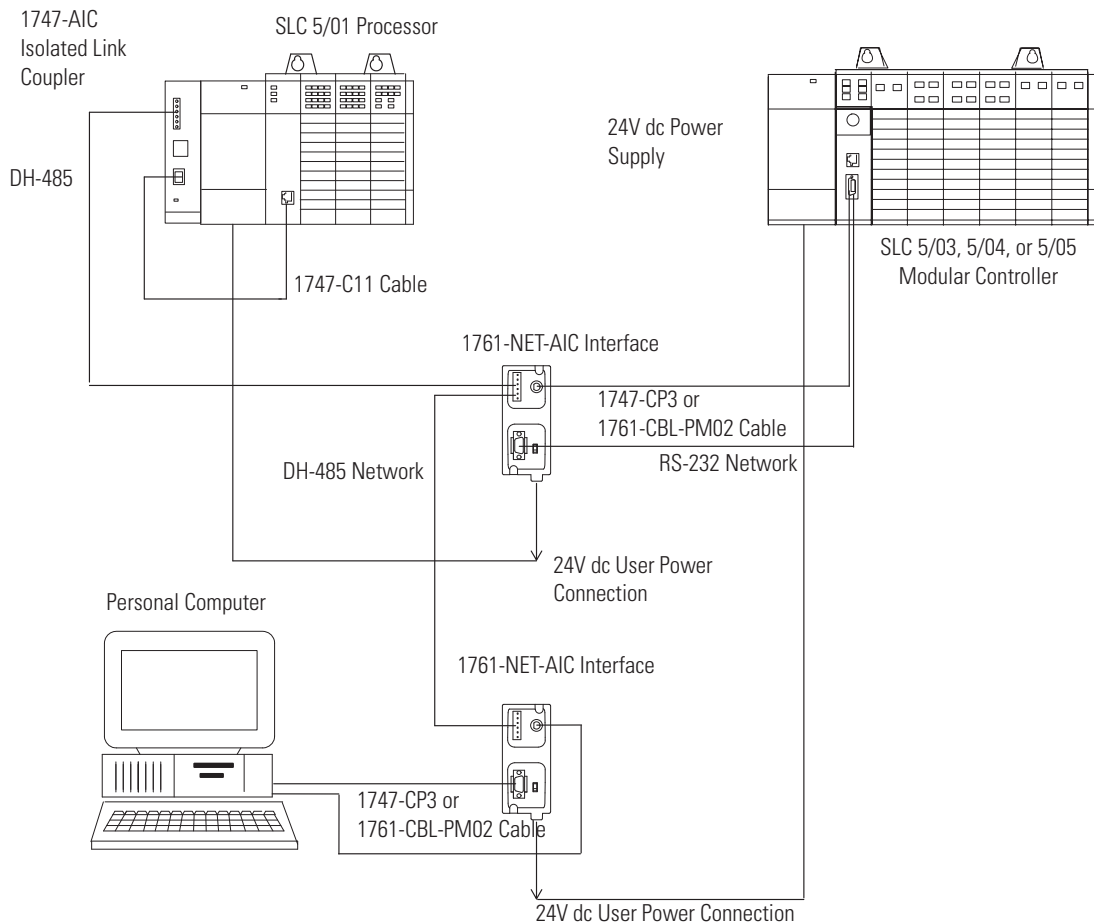 1747-AIC
Isolated Link
Coupler
SLC 5/01 Processor
DH-485
1747-C11 Cable
24V dc Power
Supply
SLC 5/03, 5/04, or 5/05
Modular Controller
1761-NET-AIC Interface
1747-CP3 or
1761-CBL-PM02 Cable
RS-232 Network
DH-485 Network
24V dc User Power
Connection
Personal Computer
1761-NET-AIC Interface
1747-CP3 or
1761-CBL-PM02 Cable
24V dc User Power Connection